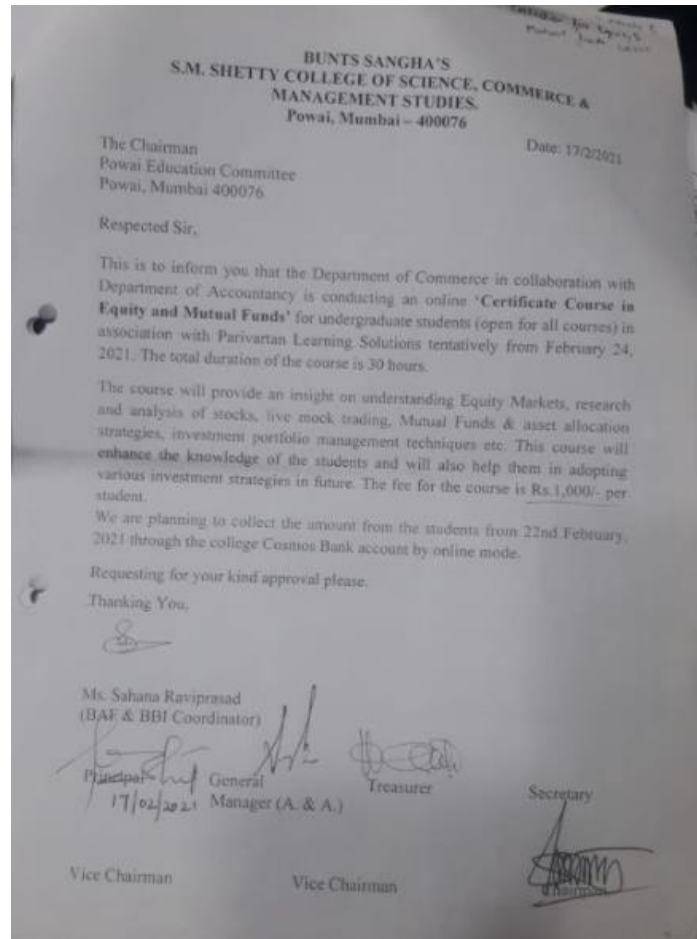 for Equity &
Mutual Funds
BUNTS SANGHA'S
S.M. SHETTY COLLEGE OF SCIENCE, COMMERCE &
MANAGEMENT STUDIES.
Powai, Mumbai – 400076
Date: 17/2/2021
The Chairman
Powai Education Committee
Powai, Mumbai 400076.
Respected Sir,
This is to inform you that the Department of Commerce in collaboration with
Department of Accountancy is conducting an online 'Certificate Course in
Equity and Mutual Funds' for undergraduate students (open for all courses) in
association with Parivartan Learning Solutions tentatively from February 24,
2021. The total duration of the course is 30 hours.
The course will provide an insight on understanding Equity Markets, research
and analysis of stocks, live mock trading, Mutual Funds & asset allocation
strategies, investment portfolio management techniques etc. This course will
enhance the knowledge of the students and will also help them in adopting
various investment strategies in future. The fee for the course is Rs.1,000/- per
student.
We are planning to collect the amount from the students from 22nd February,
2021 through the college Cosmos Bank account by online mode.
Requesting for your kind approval please.
Thanking You,
Ms. Sahana Raviprasad
(BAF & BBI Coordinator)
Principal General Treasurer Secretary
17/02/2021 Manager (A. & A.)
Vice Chairman Vice Chairman Chairman